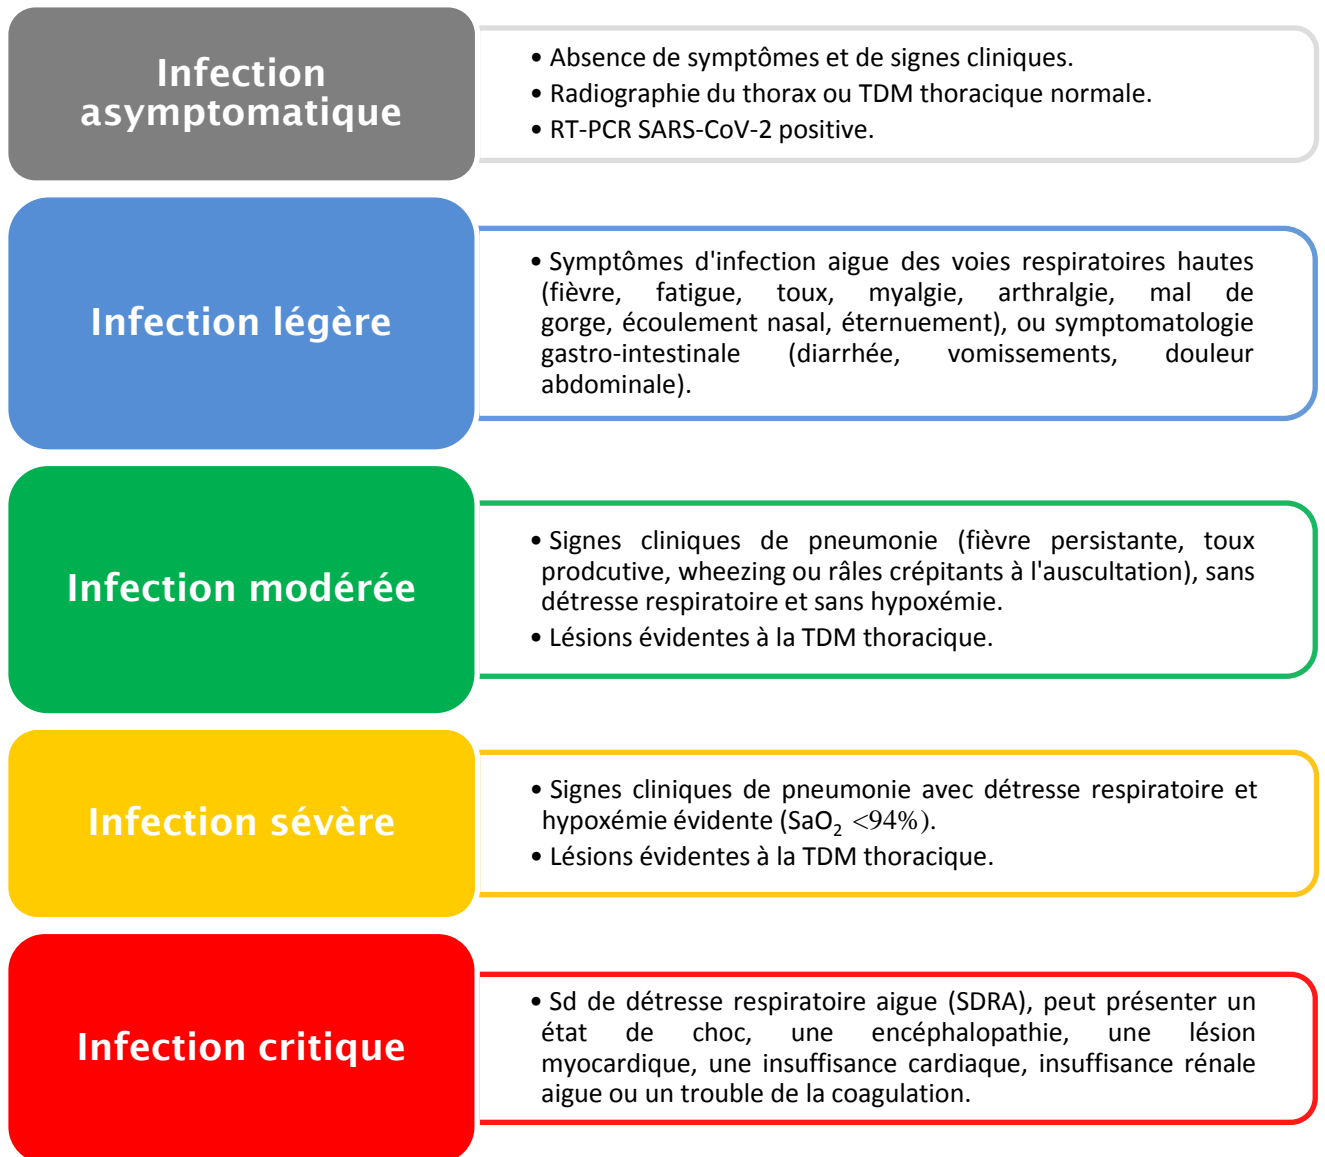 Infection
asymptomatique
• Absence de symptômes et de signes cliniques.
• Radiographie du thorax ou TDM thoracique normale.
• RT-PCR SARS-CoV-2 positive.
Infection légère
• Symptômes d'infection aigue des voies respiratoires hautes
(fièvre, fatigue, toux, myalgie, arthralgie, mal de
gorge, écoulement nasal, éternuement), ou symptomatologie
gastro-intestinale (diarrhée, vomissements, douleur
abdominale).
Infection modérée
• Signes cliniques de pneumonie (fièvre persistante, toux
prodcutive, wheezing ou râles crépitants à l'auscultation), sans
détresse respiratoire et sans hypoxémie.
• Lésions évidentes à la TDM thoracique.
Infection sévère
• Signes cliniques de pneumonie avec détresse respiratoire et
hypoxémie évidente (SaO₂ <94%).
• Lésions évidentes à la TDM thoracique.
Infection critique
• Sd de détresse respiratoire aigue (SDRA), peut présenter un
état de choc, une encéphalopathie, une lésion
myocardique, une insuffisance cardiaque, insuffisance rénale
aigue ou un trouble de la coagulation.